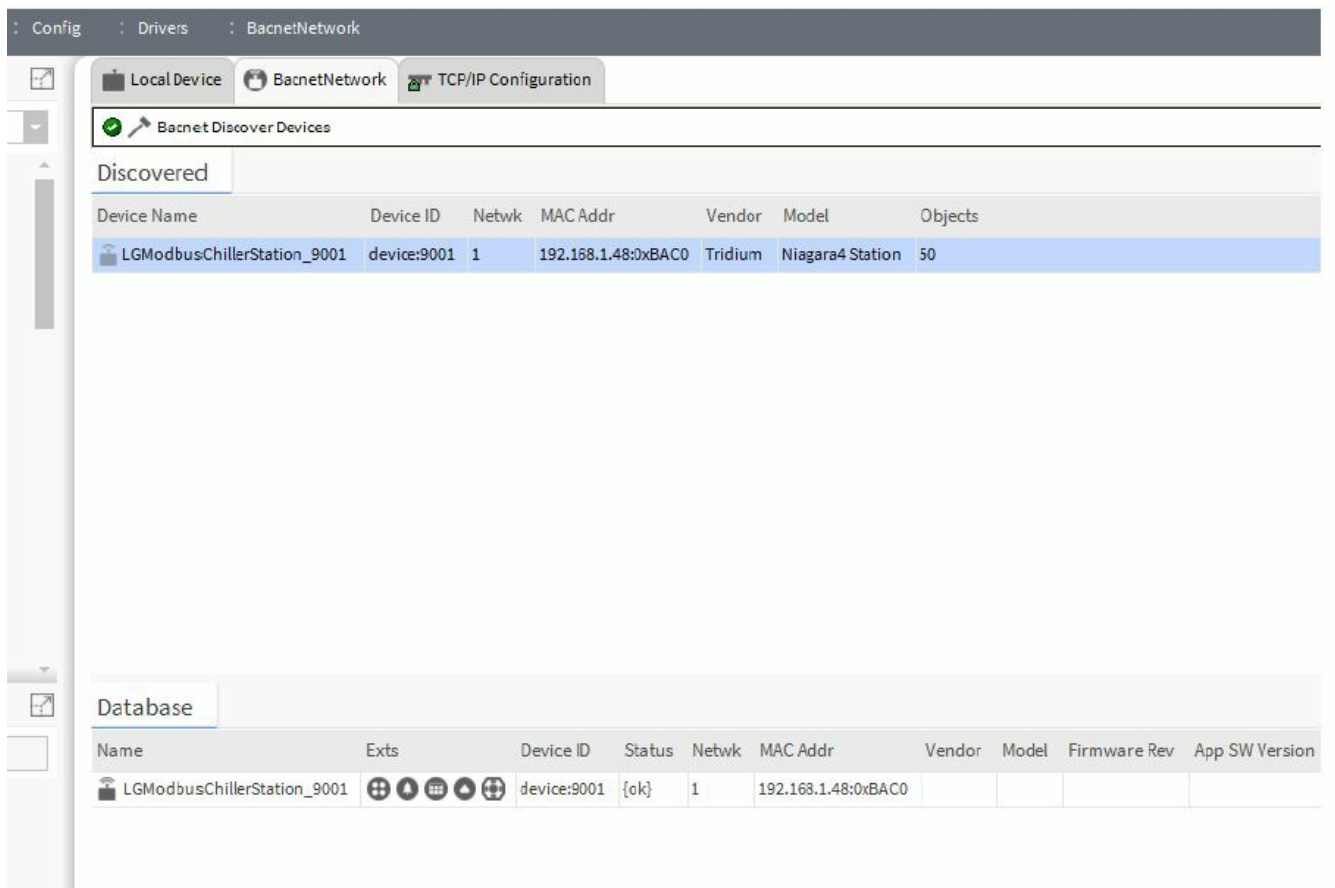 : Config : Drivers : BacnetNetwork
Local Device BacnetNetwork TCP/IP Configuration
Bacnet Discover Devices
Discovered
Device Name Device ID Netwk MAC Addr Vendor Model Objects
LGModbusChillerStation_9001 device:9001 1 192.168.1.48:0xBAC0 Tridium Niagara4 Station 50
Database
Name Exts Device ID Status Netwk MAC Addr Vendor Model Firmware Rev App SW Version
LGModbusChillerStation_9001 device:9001 {ok} 1 192.168.1.48:0xBAC0